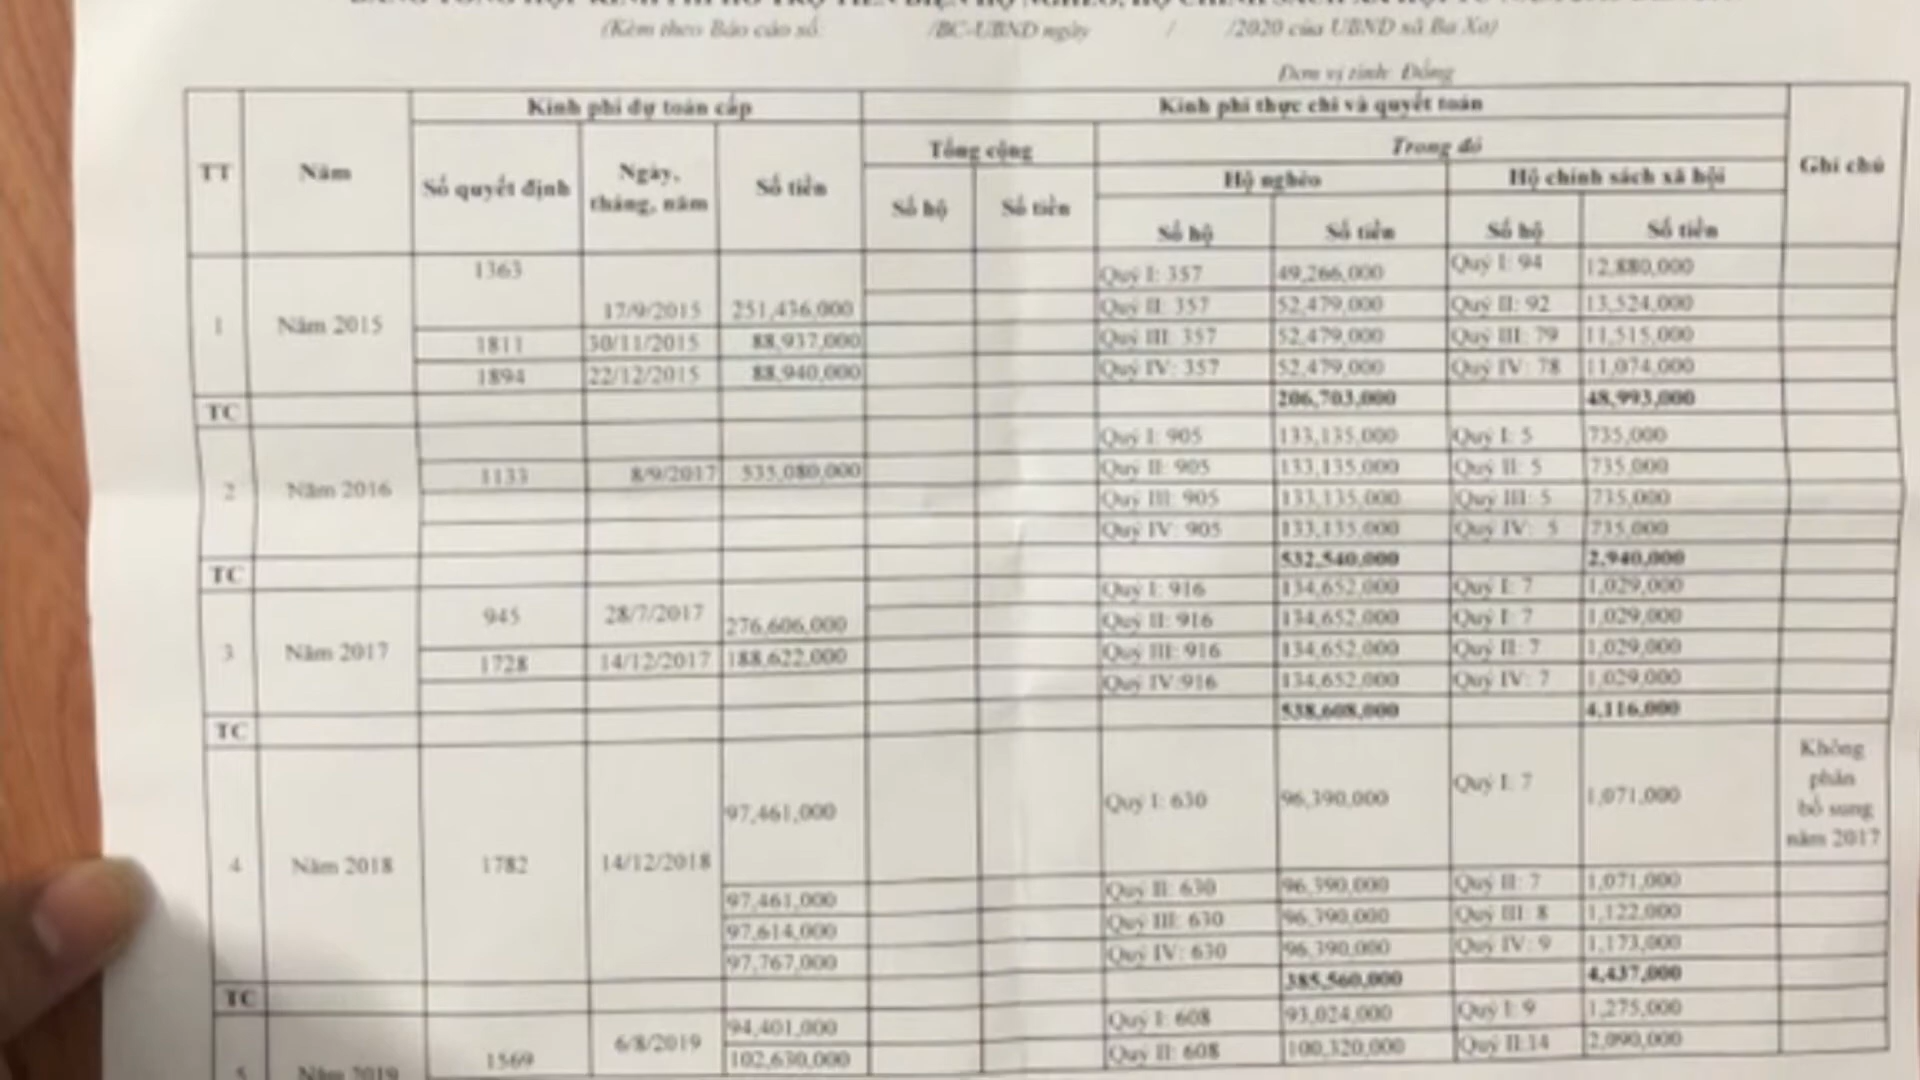 (Kèm theo Báo cáo số: /BC-UBND ngày / /2020 của UBND xã Ba Xa)
Đơn vị tính: Đồng
TT Năm Kinh phí dự toán cấp Kinh phí thực chi và quyết toán Ghi chú
Số quyết định Ngày, tháng, năm Số tiền Tổng cộng Trong đó
Số hộ Số tiền Hộ nghèo Hộ chính sách xã hội
Số hộ Số tiền Số hộ Số tiền
1 Năm 2015 1363 17/9/2015 251,436,000 Quý I: 357 49,266,000 Quý I: 94 12,880,000
Quý II: 357 52,479,000 Quý II: 92 13,524,000
1811 30/11/2015 88,937,000 Quý III: 357 52,479,000 Quý III: 79 11,515,000
1894 22/12/2015 88,940,000 Quý IV: 357 52,479,000 Quý IV: 78 11,074,000
TC 206,703,000 48,993,000
2 Năm 2016 Quý I: 905 133,135,000 Quý I: 5 735,000
1133 8/9/2017 535,080,000 Quý II: 905 133,135,000 Quý II: 5 735,000
Quý III: 905 133,135,000 Quý III: 5 735,000
Quý IV: 905 133,135,000 Quý IV: 5 735,000
TC 532,540,000 2,940,000
3 Năm 2017 945 28/7/2017 276,606,000 Quý I: 916 134,652,000 Quý I: 7 1,029,000
Quý II: 916 134,652,000 Quý I: 7 1,029,000
1728 14/12/2017 188,622,000 Quý III: 916 134,652,000 Quý II: 7 1,029,000
Quý IV:916 134,652,000 Quý IV: 7 1,029,000
TC 538,608,000 4,116,000
4 Năm 2018 1782 14/12/2018 97,461,000 Quý I: 630 96,390,000 Quý I: 7 1,071,000 Không phân bổ sung năm 2017
97,461,000 Quý II: 630 96,390,000 Quý II: 7 1,071,000
97,614,000 Quý III: 630 96,390,000 Quý III: 8 1,122,000
97,767,000 Quý IV: 630 96,390,000 Quý IV: 9 1,173,000
TC 385,560,000 4,437,000
5 Năm 2019 1569 6/8/2019 94,401,000 Quý I: 608 93,024,000 Quý I: 9 1,275,000
102,630,000 Quý II: 608 100,320,000 Quý II:14 2,090,000